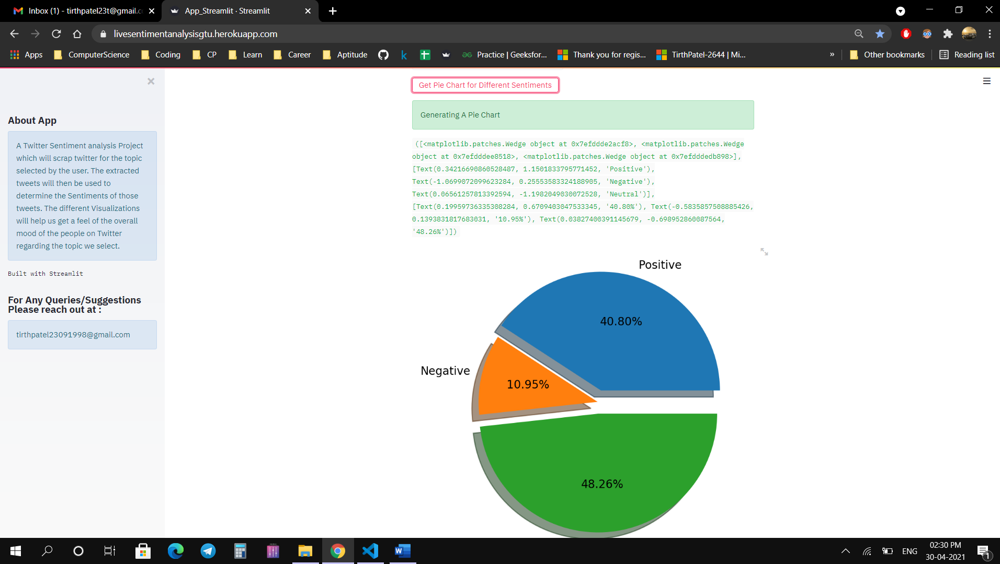 Inbox (1) - tirthpatel23t@gmail.c
App_Streamlit · Streamlit
livesentimentanalysisgtu.herokuapp.com
Apps
ComputerScience
Coding
CP
Learn
Career
Aptitude
Practice | Geeksfor...
Thank you for regis...
TirthPatel-2644 | Mi...
»
Other bookmarks
Reading list
About App
A Twitter Sentiment analysis Project
which will scrap twitter for the topic
selected by the user. The extracted
tweets will then be used to
determine the Sentiments of those
tweets. The different Visualizations
will help us get a feel of the overall
mood of the people on Twitter
regarding the topic we select.
Built with Streamlit
For Any Queries/Suggestions
Please reach out at :
tirthpatel23091998@gmail.com
Get Pie Chart for Different Sentiments
Generating A Pie Chart
([<matplotlib.patches.Wedge object at 0x7efddde2acf8>, <matplotlib.patches.Wedge
object at 0x7efdddee8518>, <matplotlib.patches.Wedge object at 0x7efdddedb898>],
[Text(0.34216690860528487, 1.1501833795771452, 'Positive'),
Text(-1.0699072099623284, 0.25553583324188905, 'Negative'),
Text(0.06561257813392594, -1.1982049030072528, 'Neutral')],
[Text(0.19959736335308284, 0.6709403047533345, '40.80%'), Text(-0.5835857508885426,
0.1393831817683031, '10.95%'), Text(0.03827400391145679, -0.698952860087564,
'48.26%')])
Positive
40.80%
Negative
10.95%
48.26%
ENG
02:30 PM
30-04-2021
1